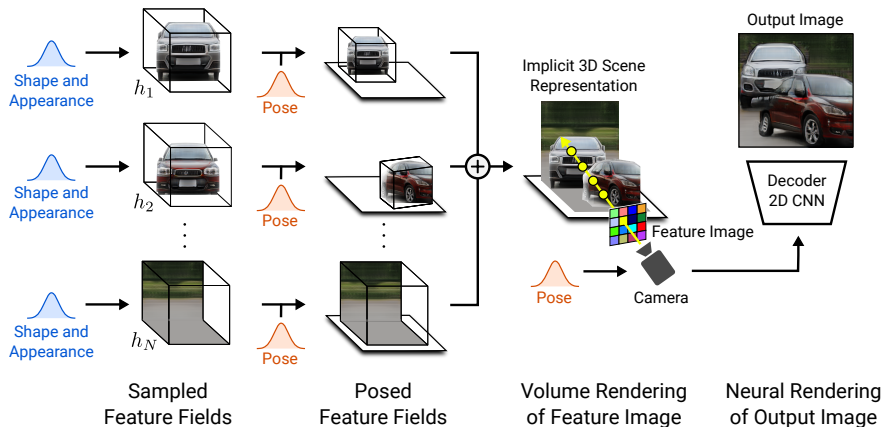 Output Image
Implicit 3D Scene
Representation
Shape and
Appearance
h₁
Pose
Shape and
Appearance
h₂
Pose
Decoder
2D CNN
Feature Image
Pose
Camera
Shape and
Appearance
h_N
Pose
Sampled
Feature Fields
Posed
Feature Fields
Volume Rendering
of Feature Image
Neural Rendering
of Output Image